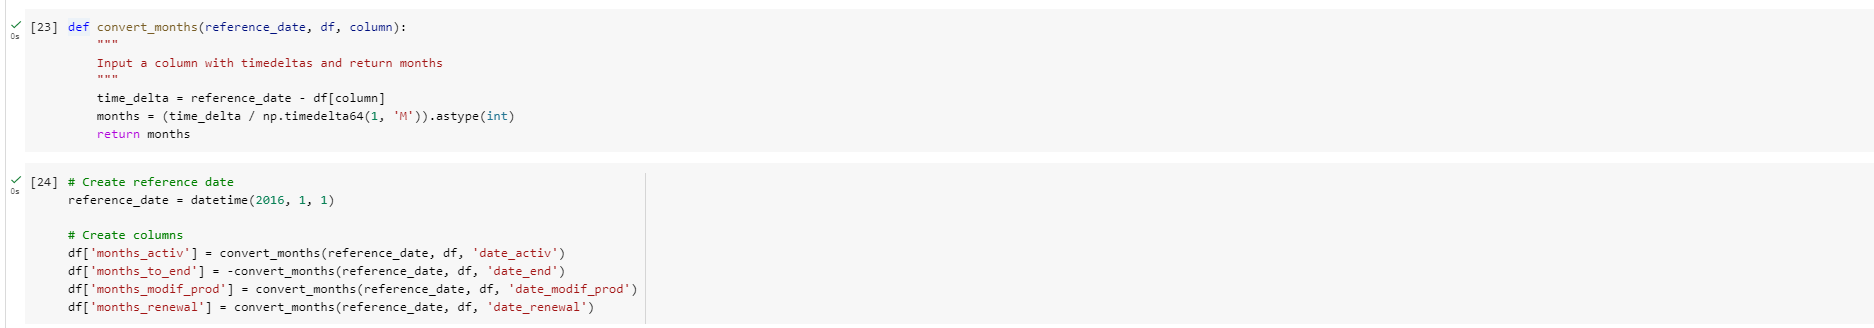 [23] def convert_months(reference_date, df, column):
0s
"""
Input a column with timedeltas and return months
"""
time_delta = reference_date - df[column]
months = (time_delta / np.timedelta64(1, 'M')).astype(int)
return months
[24] # Create reference date
0s
reference_date = datetime(2016, 1, 1)
# Create columns
df['months_activ'] = convert_months(reference_date, df, 'date_activ')
df['months_to_end'] = -convert_months(reference_date, df, 'date_end')
df['months_modif_prod'] = convert_months(reference_date, df, 'date_modif_prod')
df['months_renewal'] = convert_months(reference_date, df, 'date_renewal')